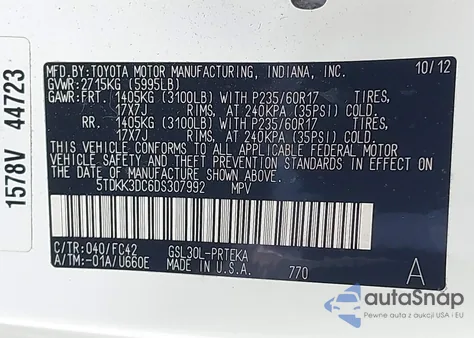 MFD.BY:TOYOTA MOTOR MANUFACTURING, INDIANA, INC. 10/12
GVWR:2715KG (5995LB)
GAWR:FRT. 1405KG (3100LB) WITH P235/60R17 TIRES,
17X7J RIMS, AT 240KPA (35PSI) COLD
RR. 1405KG (3100LB) WITH P235/60R17 TIRES,
17X7J RIMS, AT 240KPA (35PSI) COLD
THIS VEHICLE CONFORMS TO ALL APPLICABLE FEDERAL MOTOR
VEHICLE SAFETY AND THEFT PREVENTION STANDARDS IN EFFECT
ON THE DATE OF MANUFACTURE SHOWN ABOVE.
5TDKK3DC6DS307992 MPV
C/TR:040/FC42 GSL30L-PRTEKA
A/TM:-01A/U660E MADE IN U.S.A. 770
A
1578V 44723
autoSnap
Pewne auta z USA i EU